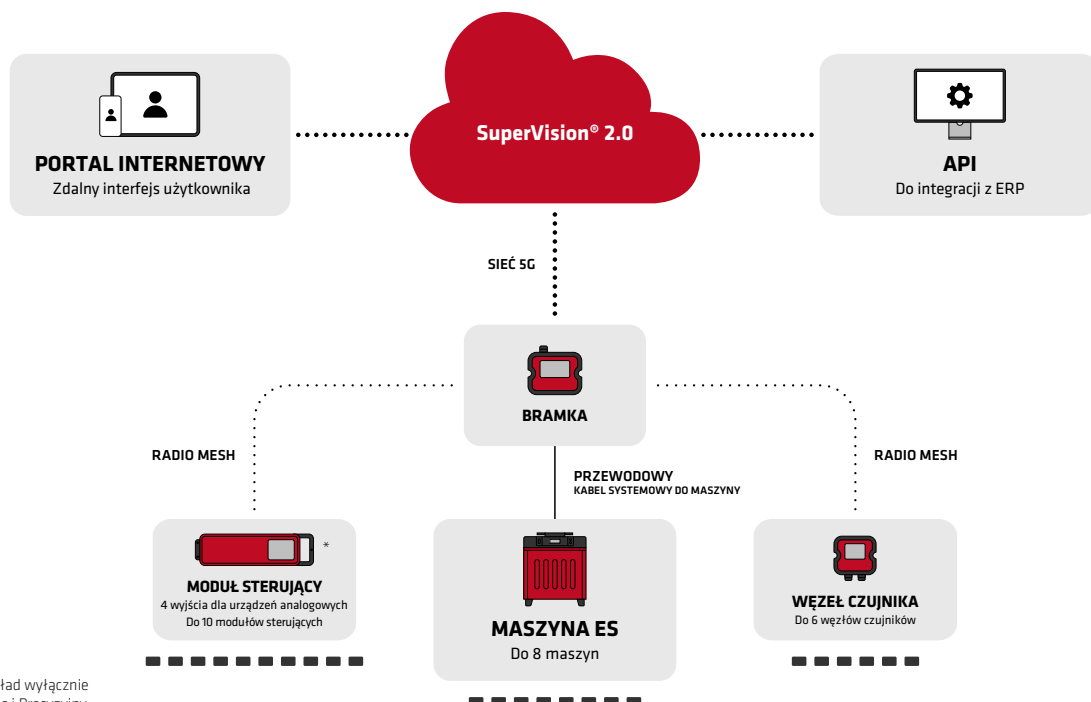 SuperVision® 2.0
PORTAL INTERNETOWY
Zdalny interfejs użytkownika
API
Do integracji z ERP
SIEĆ 5G
BRAMKA
RADIO MESH
RADIO MESH
PRZEWODOWY
KABEL SYSTEMOWY DO MASZYNY
*
MODUŁ STERUJĄCY
4 wyjścia dla urządzeń analogowych
Do 10 modułów sterujących
MASZYNA ES
Do 8 maszyn
WĘZEŁ CZUJNIKA
Do 6 węzłów czujników
wyłącznie